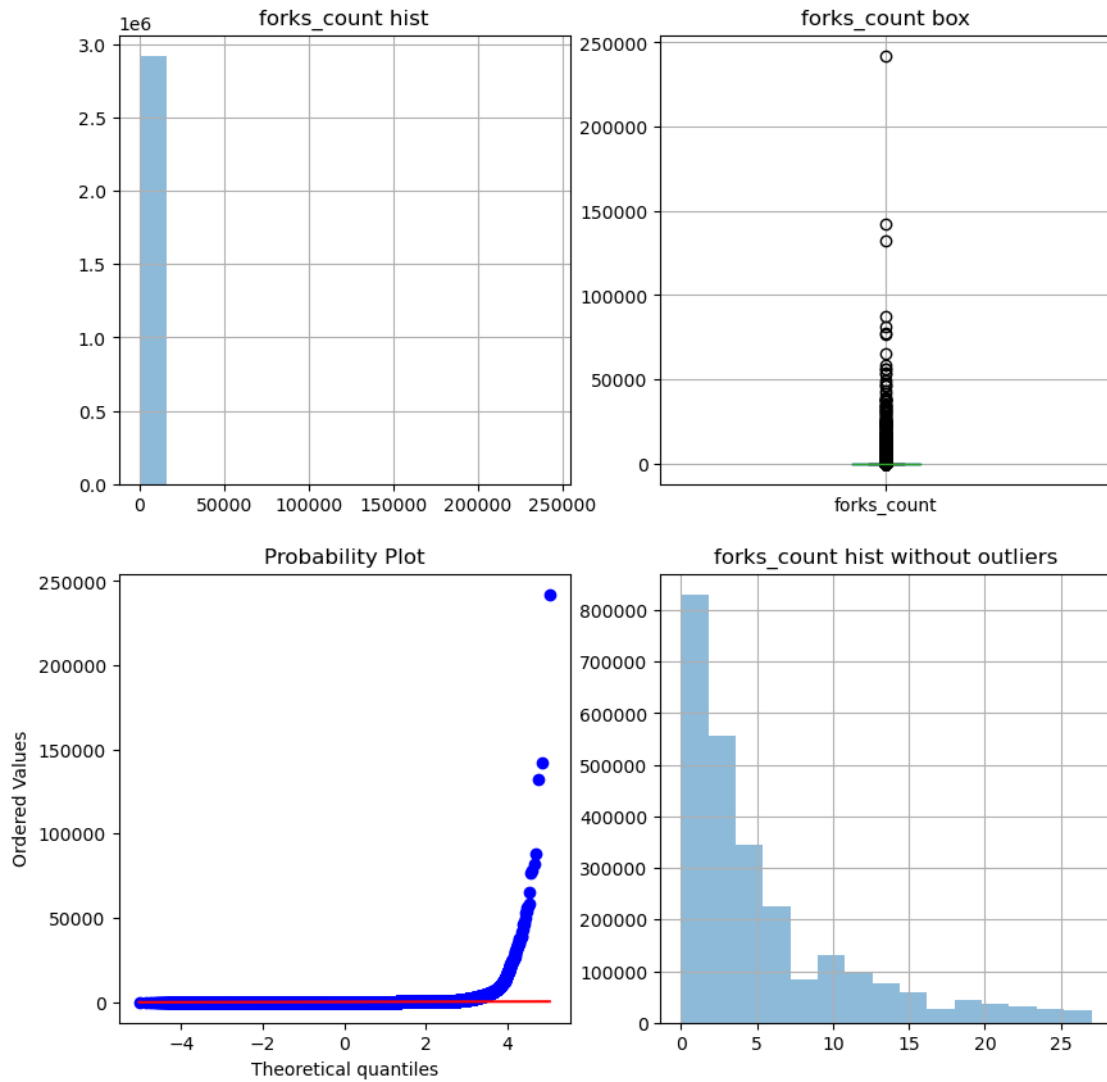 forks_count hist
1e6
3.0
2.5
2.0
1.5
1.0
0.5
0.0
0 50000 100000 150000 200000 250000
forks_count box
250000
200000
150000
100000
50000
0
forks_count
Probability Plot
Ordered Values
250000
200000
150000
100000
50000
0
−4 −2 0 2 4
Theoretical quantiles
forks_count hist without outliers
800000
700000
600000
500000
400000
300000
200000
100000
0
0 5 10 15 20 25